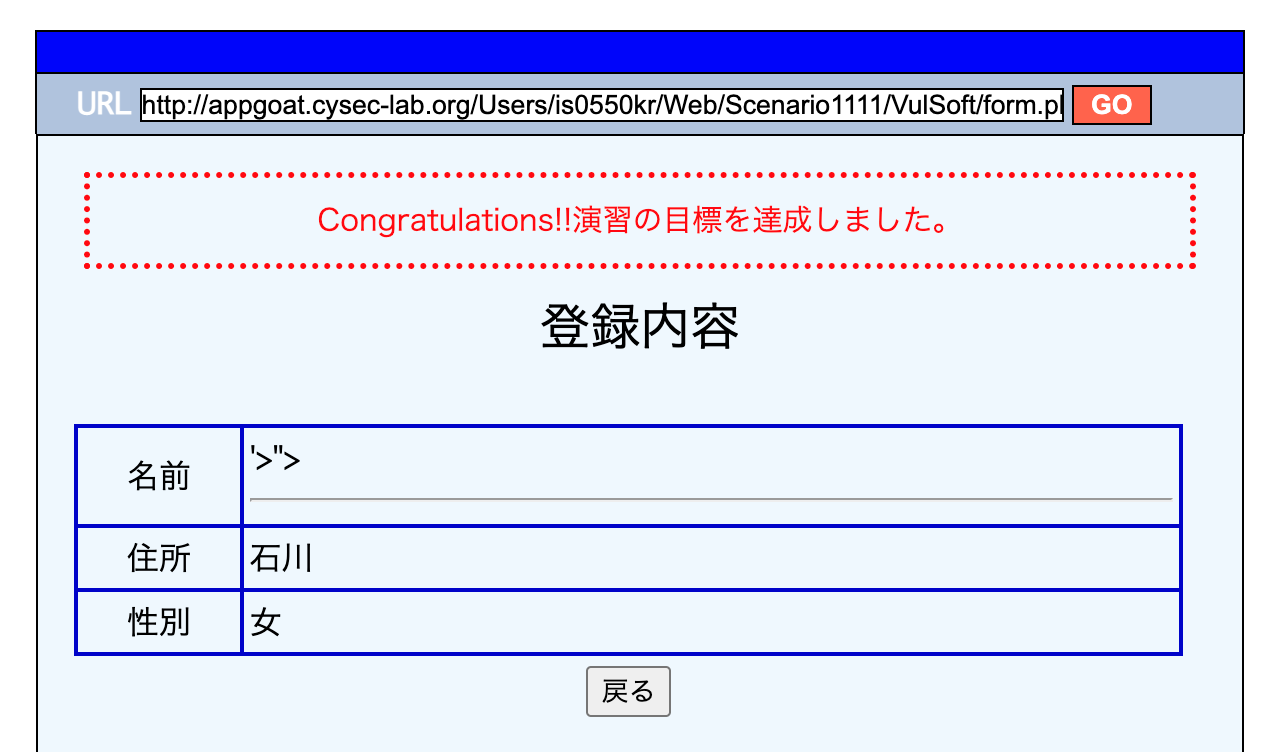 URL http://appgoat.cysec-lab.org/Users/is0550kr/Web/Scenario1111/VulSoft/form.pl GO
Congratulations!!演習の目標を達成しました。
登録内容
名前 '>">
住所 石川
性別 女
戻る